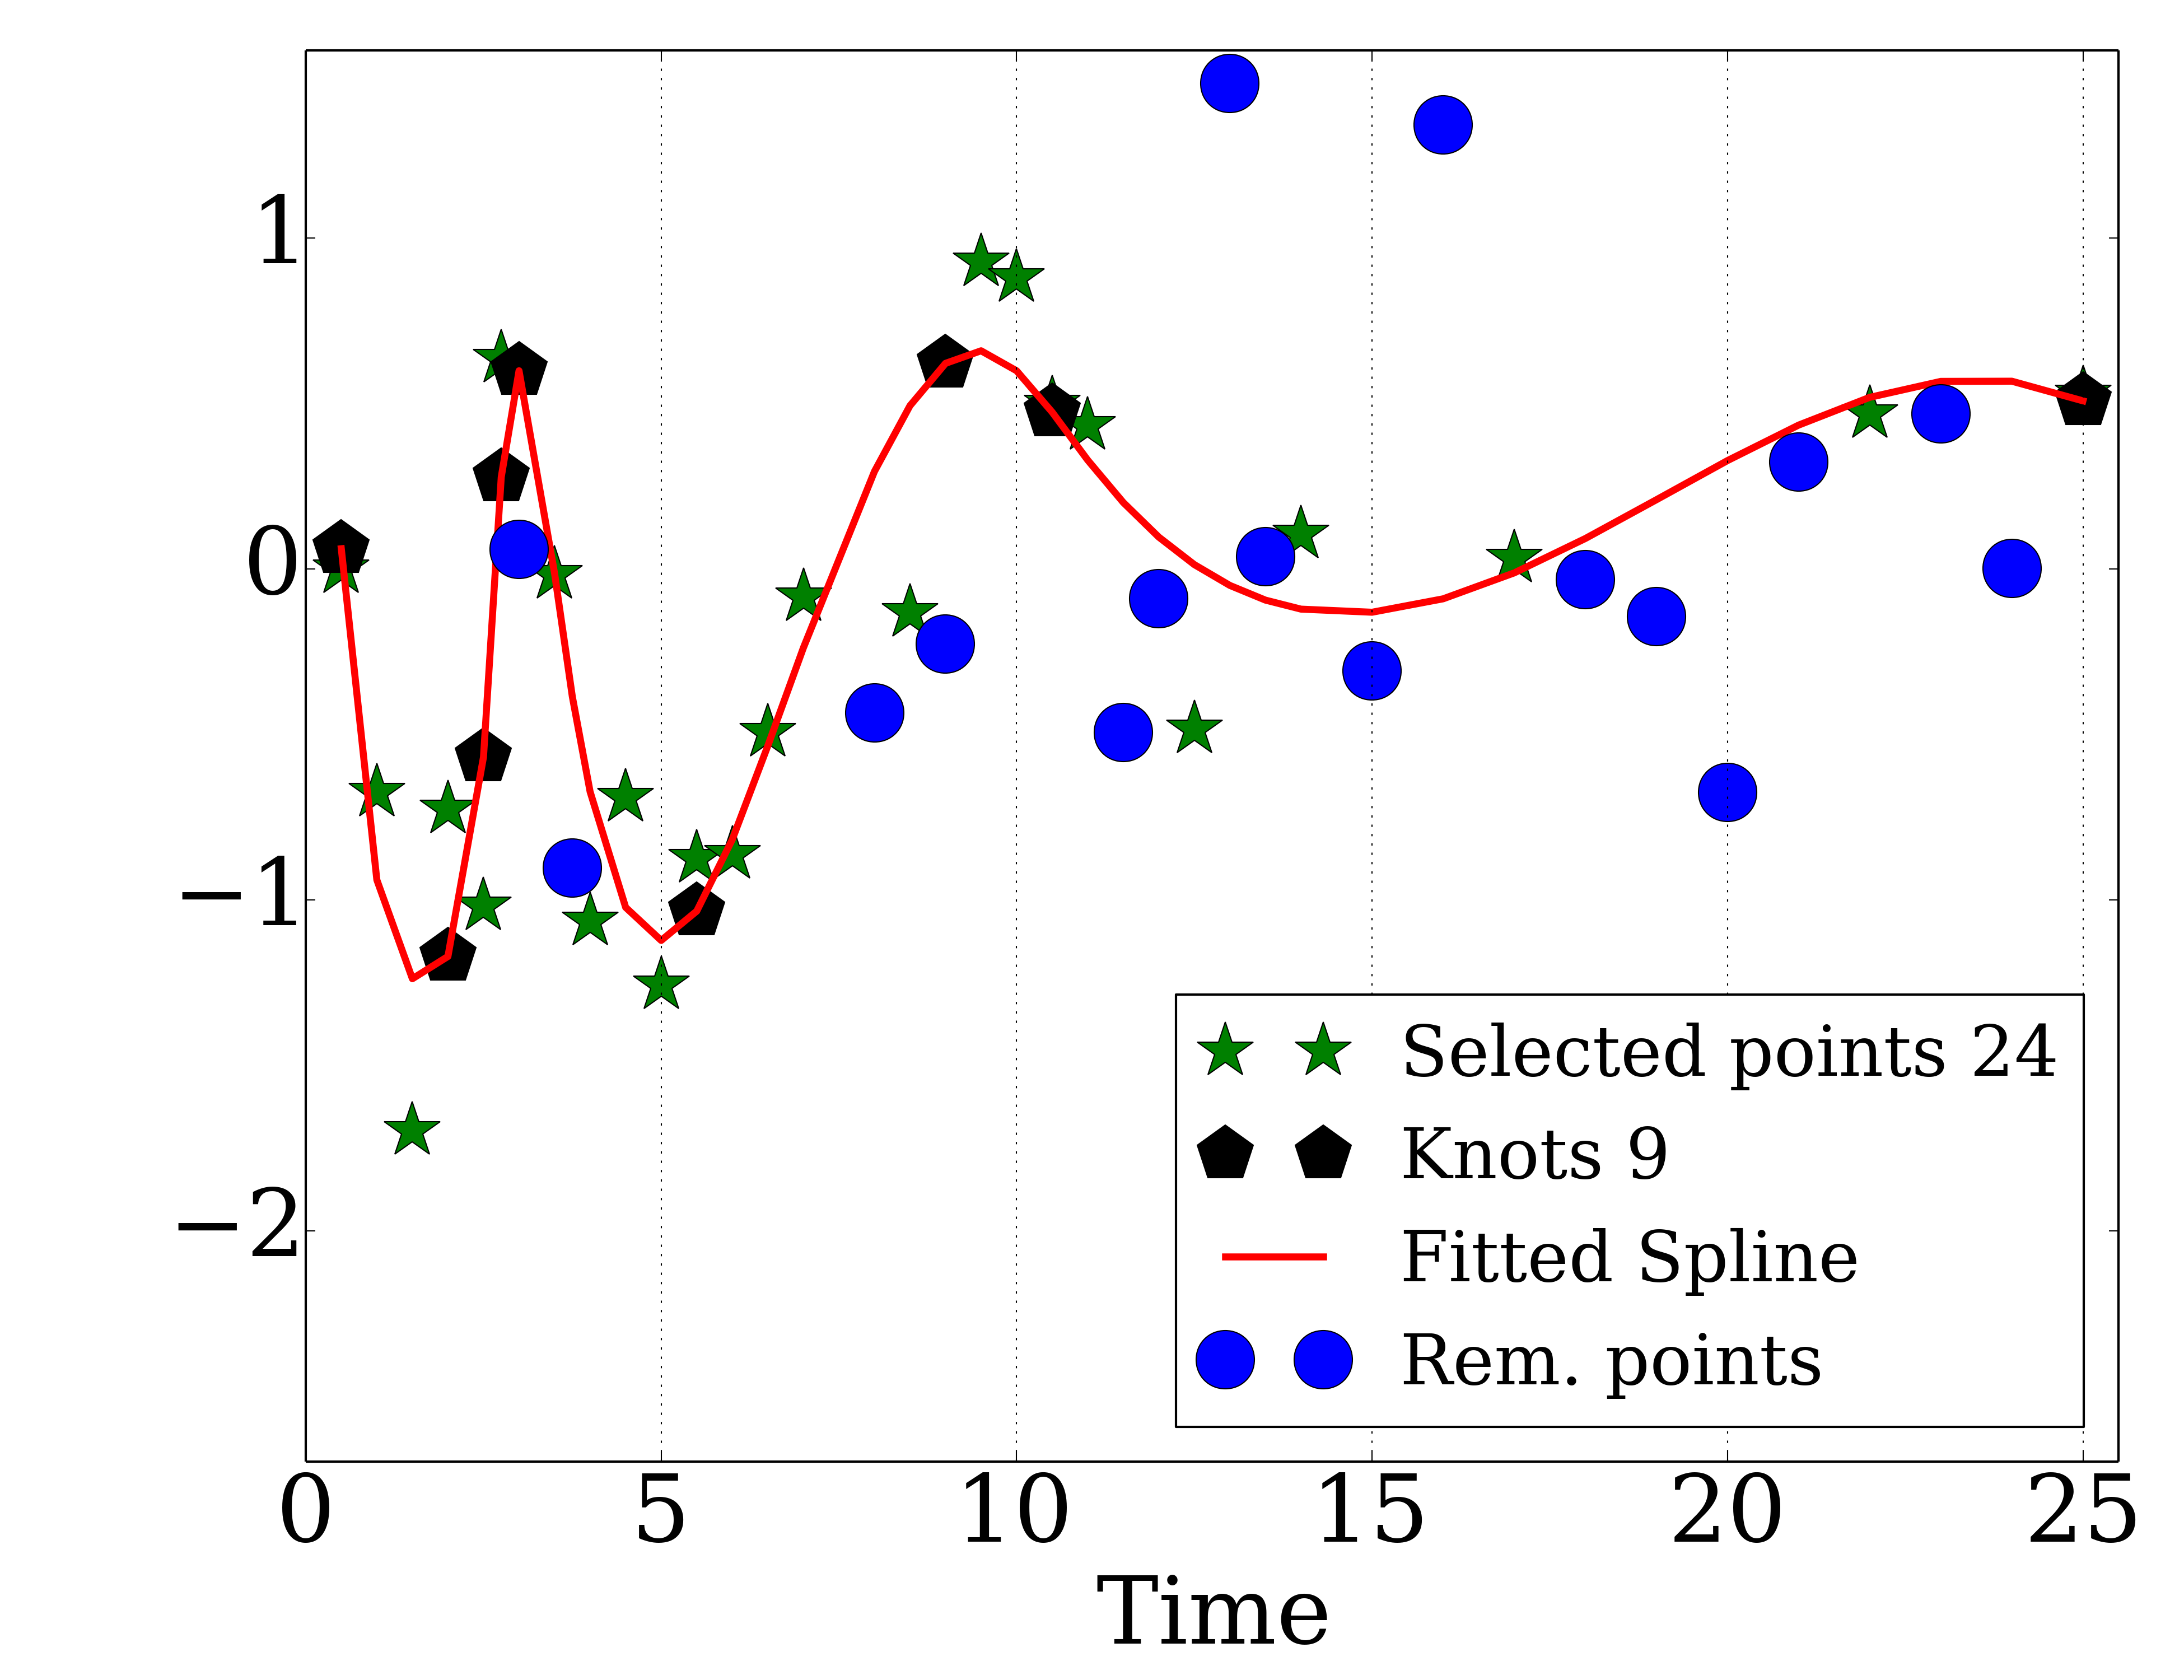 1
0
−1
−2
Selected points 24
Knots 9
Fitted Spline
Rem. points
0 5 10 15 20 25
Time